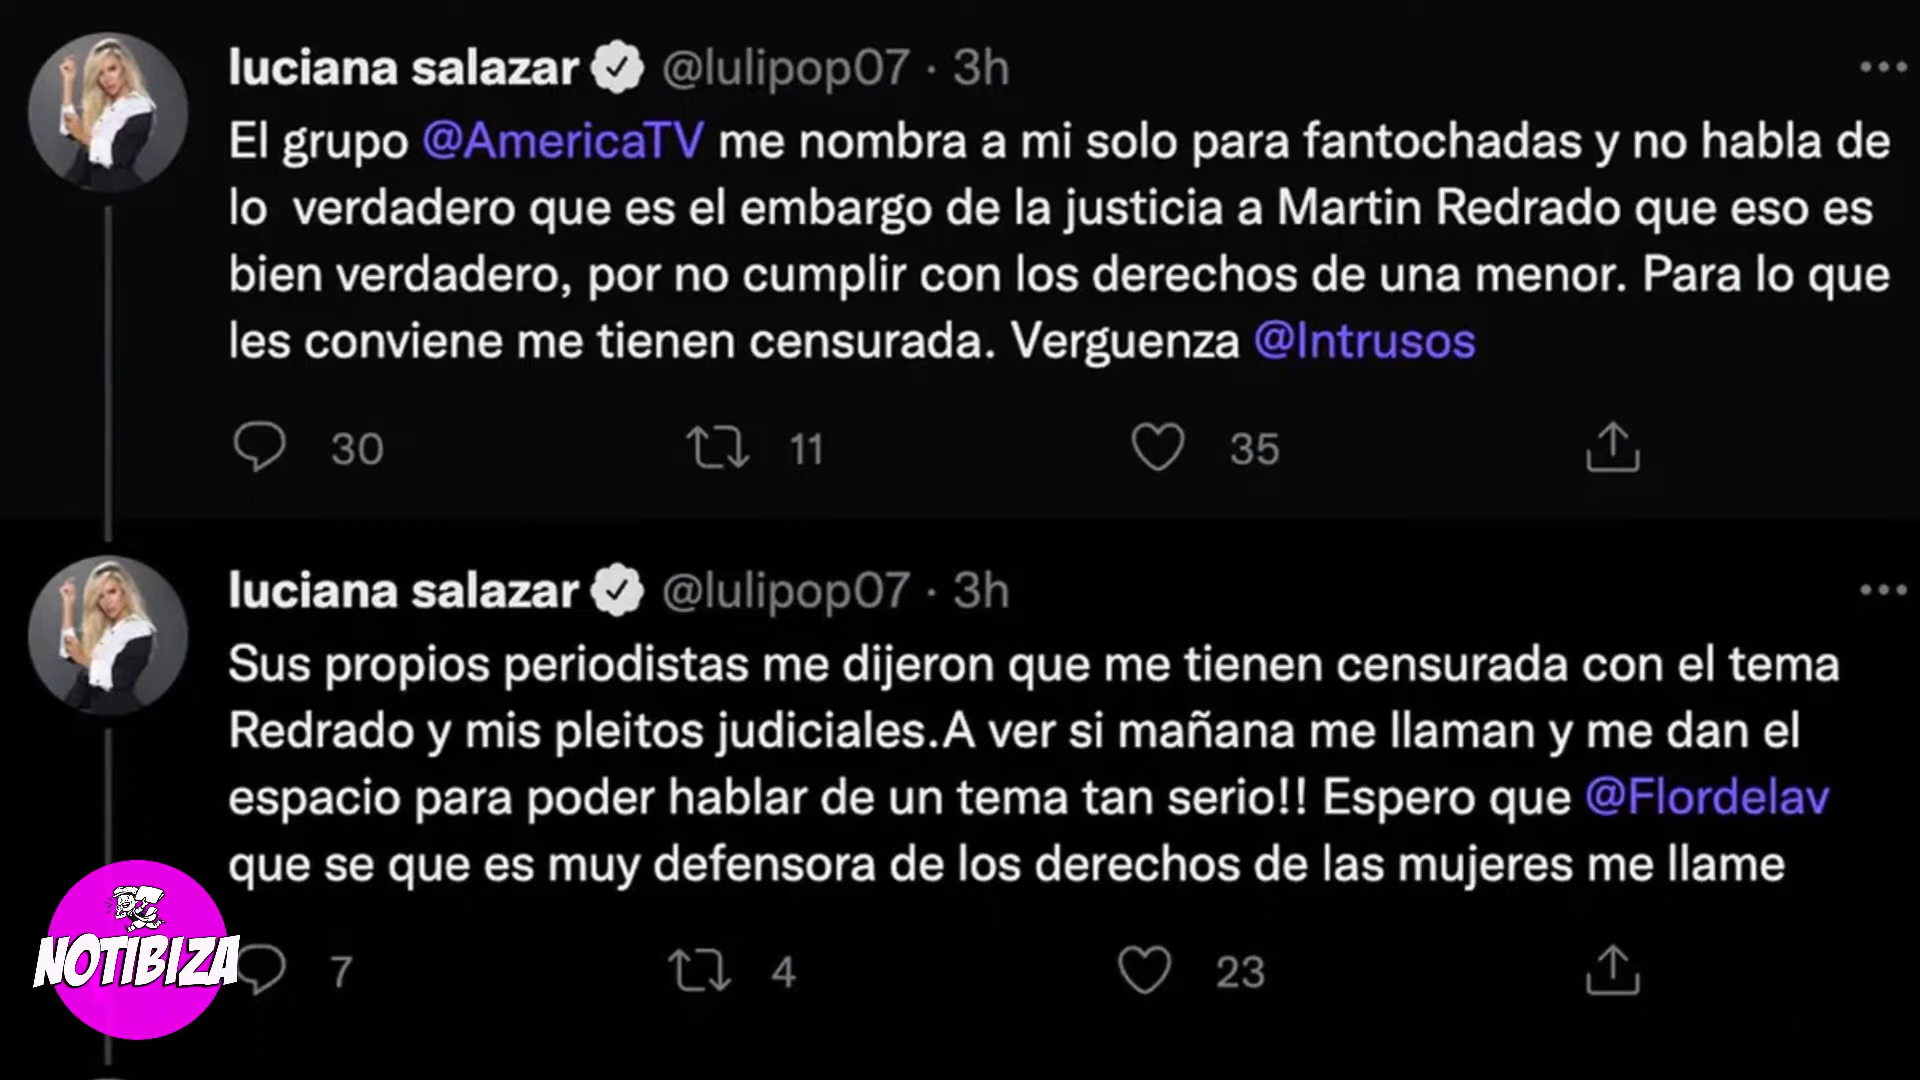 luciana salazar @lulipop07 · 3h
El grupo @AmericaTV me nombra a mi solo para fantochadas y no habla de
lo  verdadero que es el embargo de la justicia a Martin Redrado que eso es
bien verdadero, por no cumplir con los derechos de una menor. Para lo que
les conviene me tienen censurada. Verguenza @Intrusos
30 11 35
luciana salazar @lulipop07 · 3h
Sus propios periodistas me dijeron que me tienen censurada con el tema
Redrado y mis pleitos judiciales.A ver si mañana me llaman y me dan el
espacio para poder hablar de un tema tan serio!! Espero que @Flordelav
que se que es muy defensora de los derechos de las mujeres me llame
7 4 23
NOTIBIZA